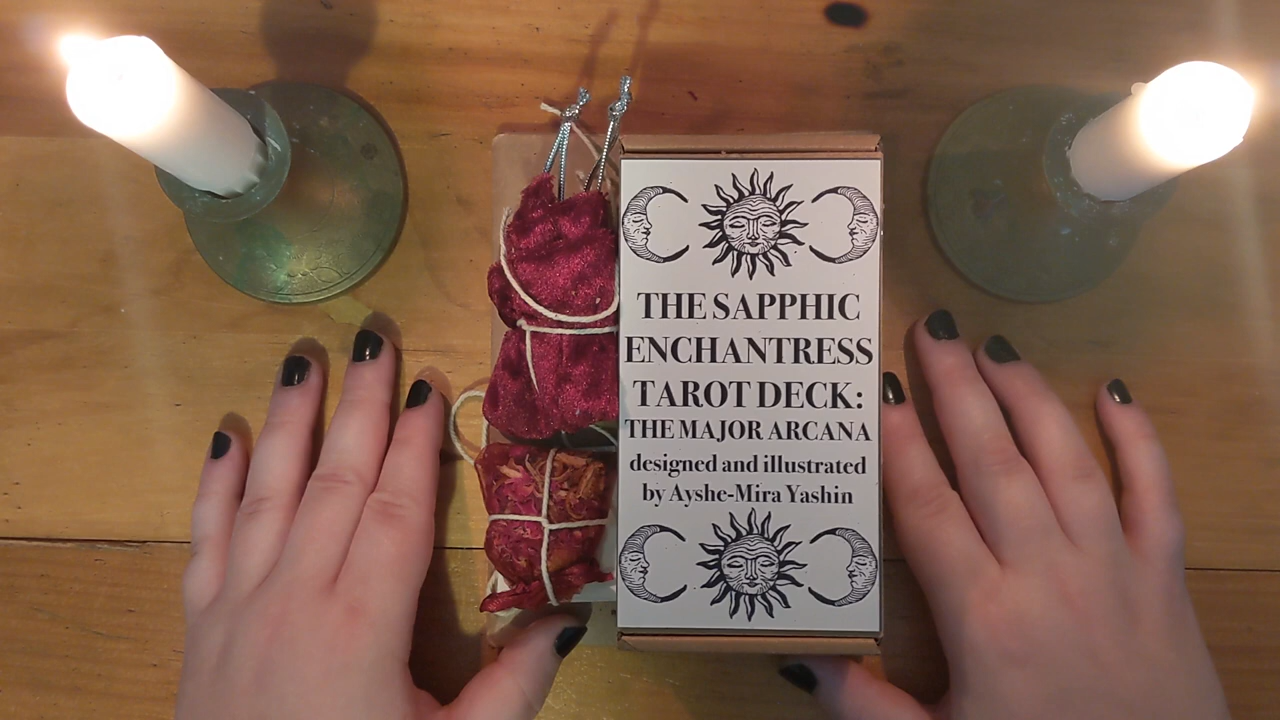 THE SAPPHIC
ENCHANTRESS
TAROT DECK:
THE MAJOR ARCANA
designed and illustrated
by Ayshe-Mira Yashin